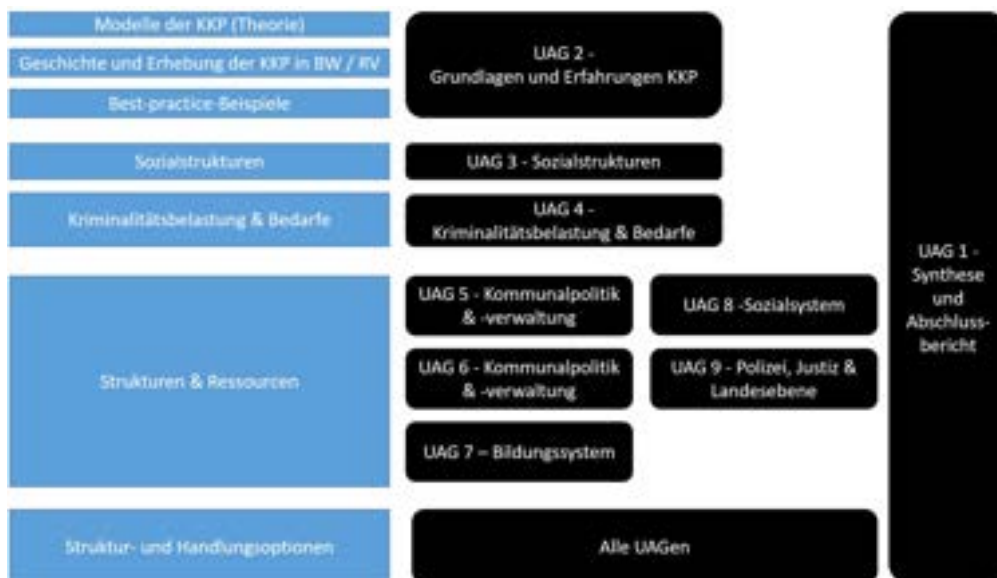 Modelle der KKP (Theorie)
Geschichte und Erhebung der KKP in BW / RV
Best-practice-Beispiele
UAG 2 -
Grundlagen und Erfahrungen KKP
Sozialstrukturen
UAG 3 - Sozialstrukturen
Kriminalitätsbelastung & Bedarfe
UAG 4 -
Kriminalitätsbelastung & Bedarfe
Strukturen & Ressourcen
UAG 5 - Kommunalpolitik
& -verwaltung
UAG 8 -Sozialsystem
UAG 6 - Kommunalpolitik
& -verwaltung
UAG 9 - Polizei, Justiz &
Landesebene
UAG 7 – Bildungssystem
Struktur- und Handlungsoptionen
Alle UAGen
UAG 1 -
Synthese
und
Abschluss-
bericht